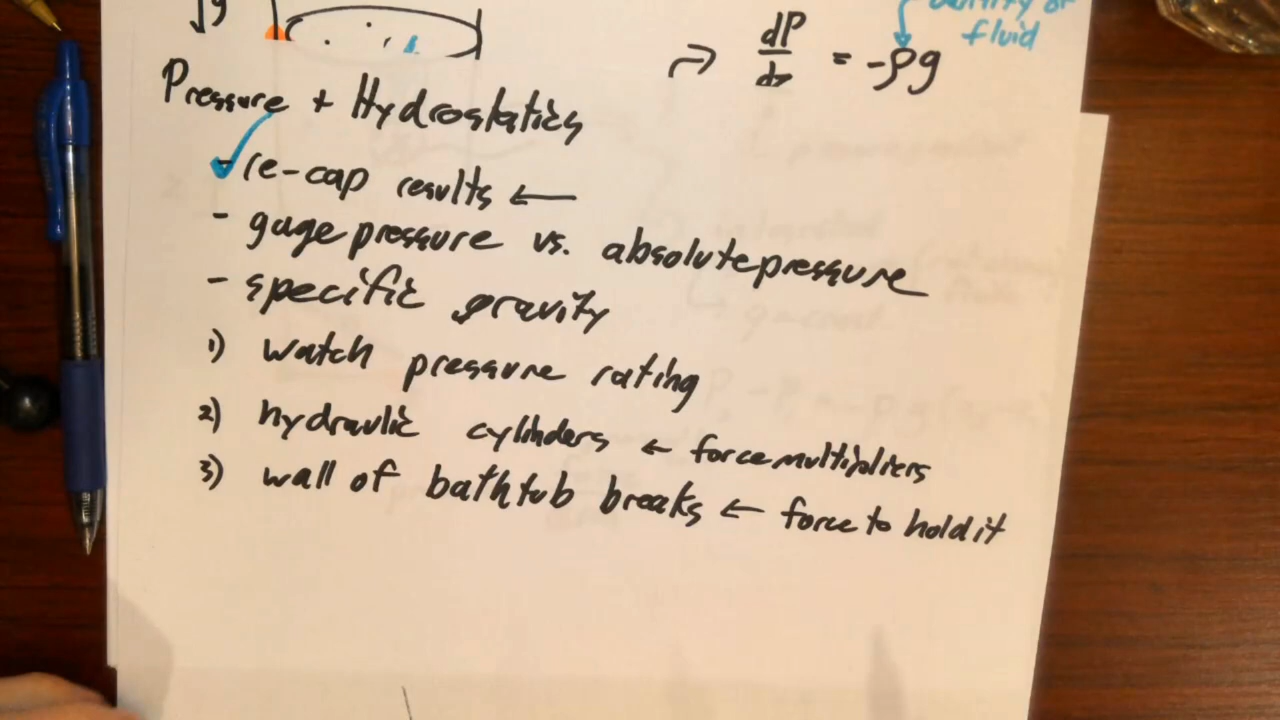 g
density of
fluid
dP
dz = -ρg
Pressure + Hydrostatics
- re-cap results ←
- gage pressure vs. absolute pressure
- specific gravity
1) watch pressure rating
2) hydraulic cylinders ← force multipliers
3) wall of bathtub breaks ← force to hold it